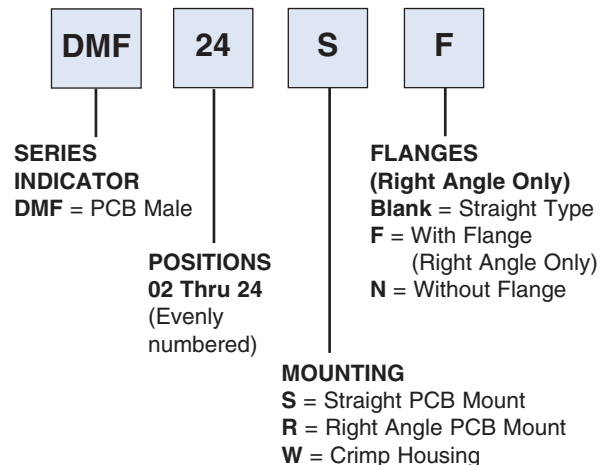 DMF 24 S F
SERIES
INDICATOR
DMF = PCB Male
POSITIONS
02 Thru 24
(Evenly
numbered)
MOUNTING
S = Straight PCB Mount
R = Right Angle PCB Mount
W = Crimp Housing
FLANGES
(Right Angle Only)
Blank = Straight Type
F = With Flange
(Right Angle Only)
N = Without Flange